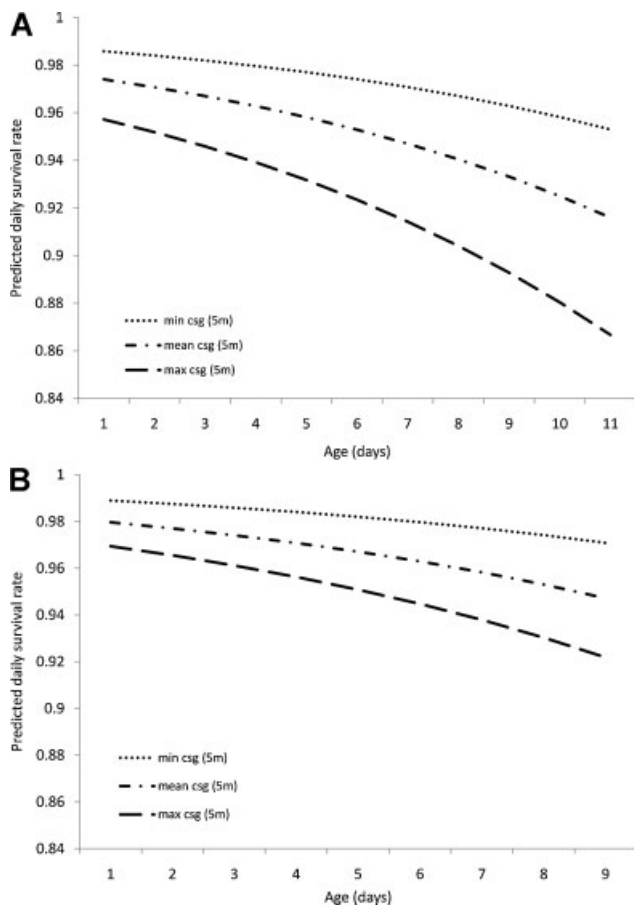 A
Predicted daily survival rate
1
0.98
0.96
0.94
0.92
0.9
0.88
0.86
0.84
min csg (5m)
mean csg (5m)
max csg (5m)
1 2 3 4 5 6 7 8 9 10 11
Age (days)
B
Predicted daily survival rate
1
0.98
0.96
0.94
0.92
0.9
0.88
0.86
0.84
min csg (5m)
mean csg (5m)
max csg (5m)
1 2 3 4 5 6 7 8 9
Age (days)